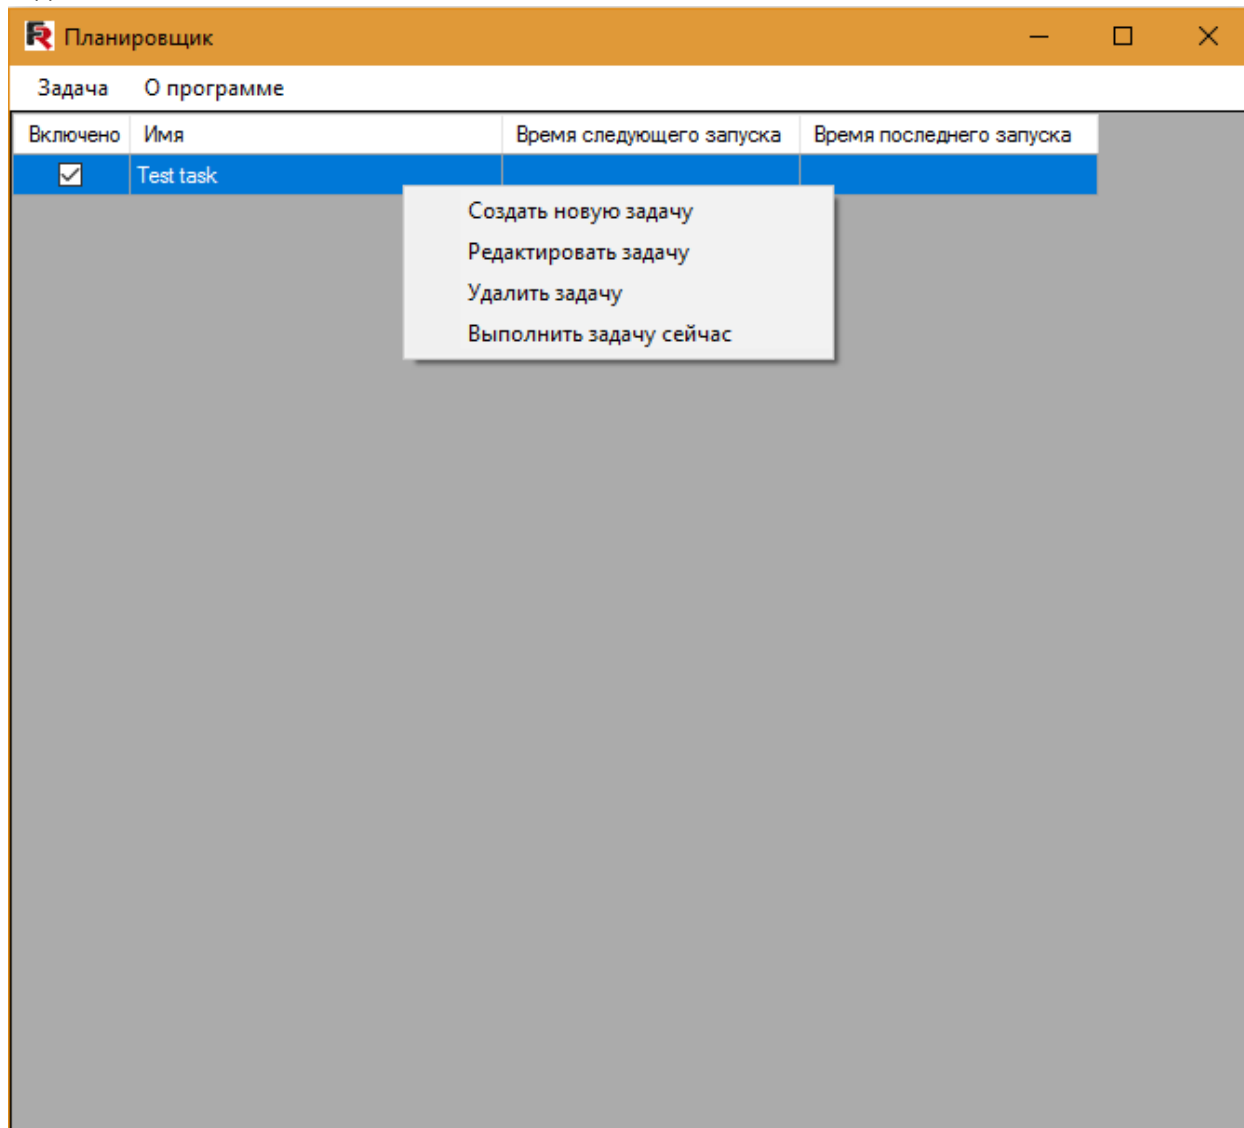 Планировщик
Задача О программе
Включено Имя Время следующего запуска Время последнего запуска
Test task
Создать новую задачу
Редактировать задачу
Удалить задачу
Выполнить задачу сейчас